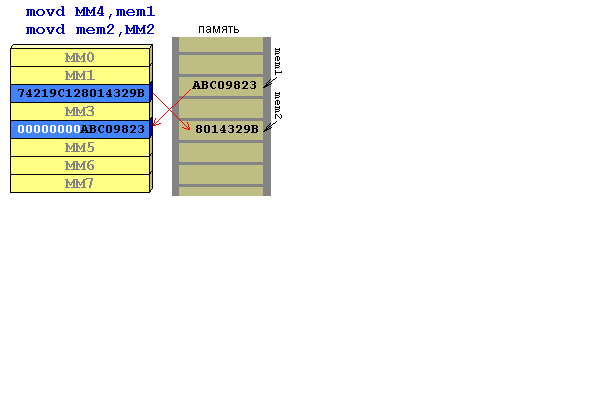 movd MM4,mem1
movd mem2,MM2
память
MM0
MM1
74219C128014329B
MM3
00000000ABC09823
MM5
MM6
MM7
ABC09823
8014329B
mem1
mem2